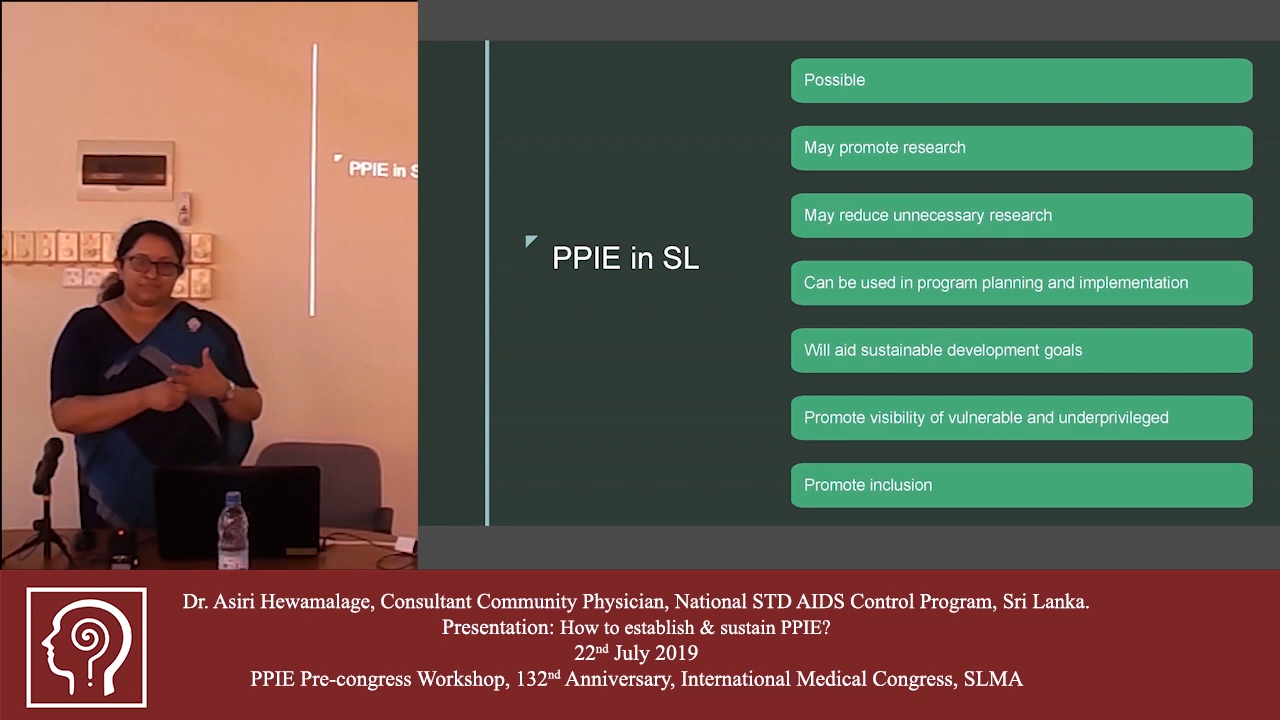 PPIE in S
PPIE in SL
Possible
May promote research
May reduce unnecessary research
Can be used in program planning and implementation
Will aid sustainable development goals
Promote visibility of vulnerable and underprivileged
Promote inclusion
Dr. Asiri Hewamalage, Consultant Community Physician, National STD AIDS Control Program, Sri Lanka.
Presentation: How to establish & sustain PPIE?
22nd July 2019
PPIE Pre-congress Workshop, 132nd Anniversary, International Medical Congress, SLMA